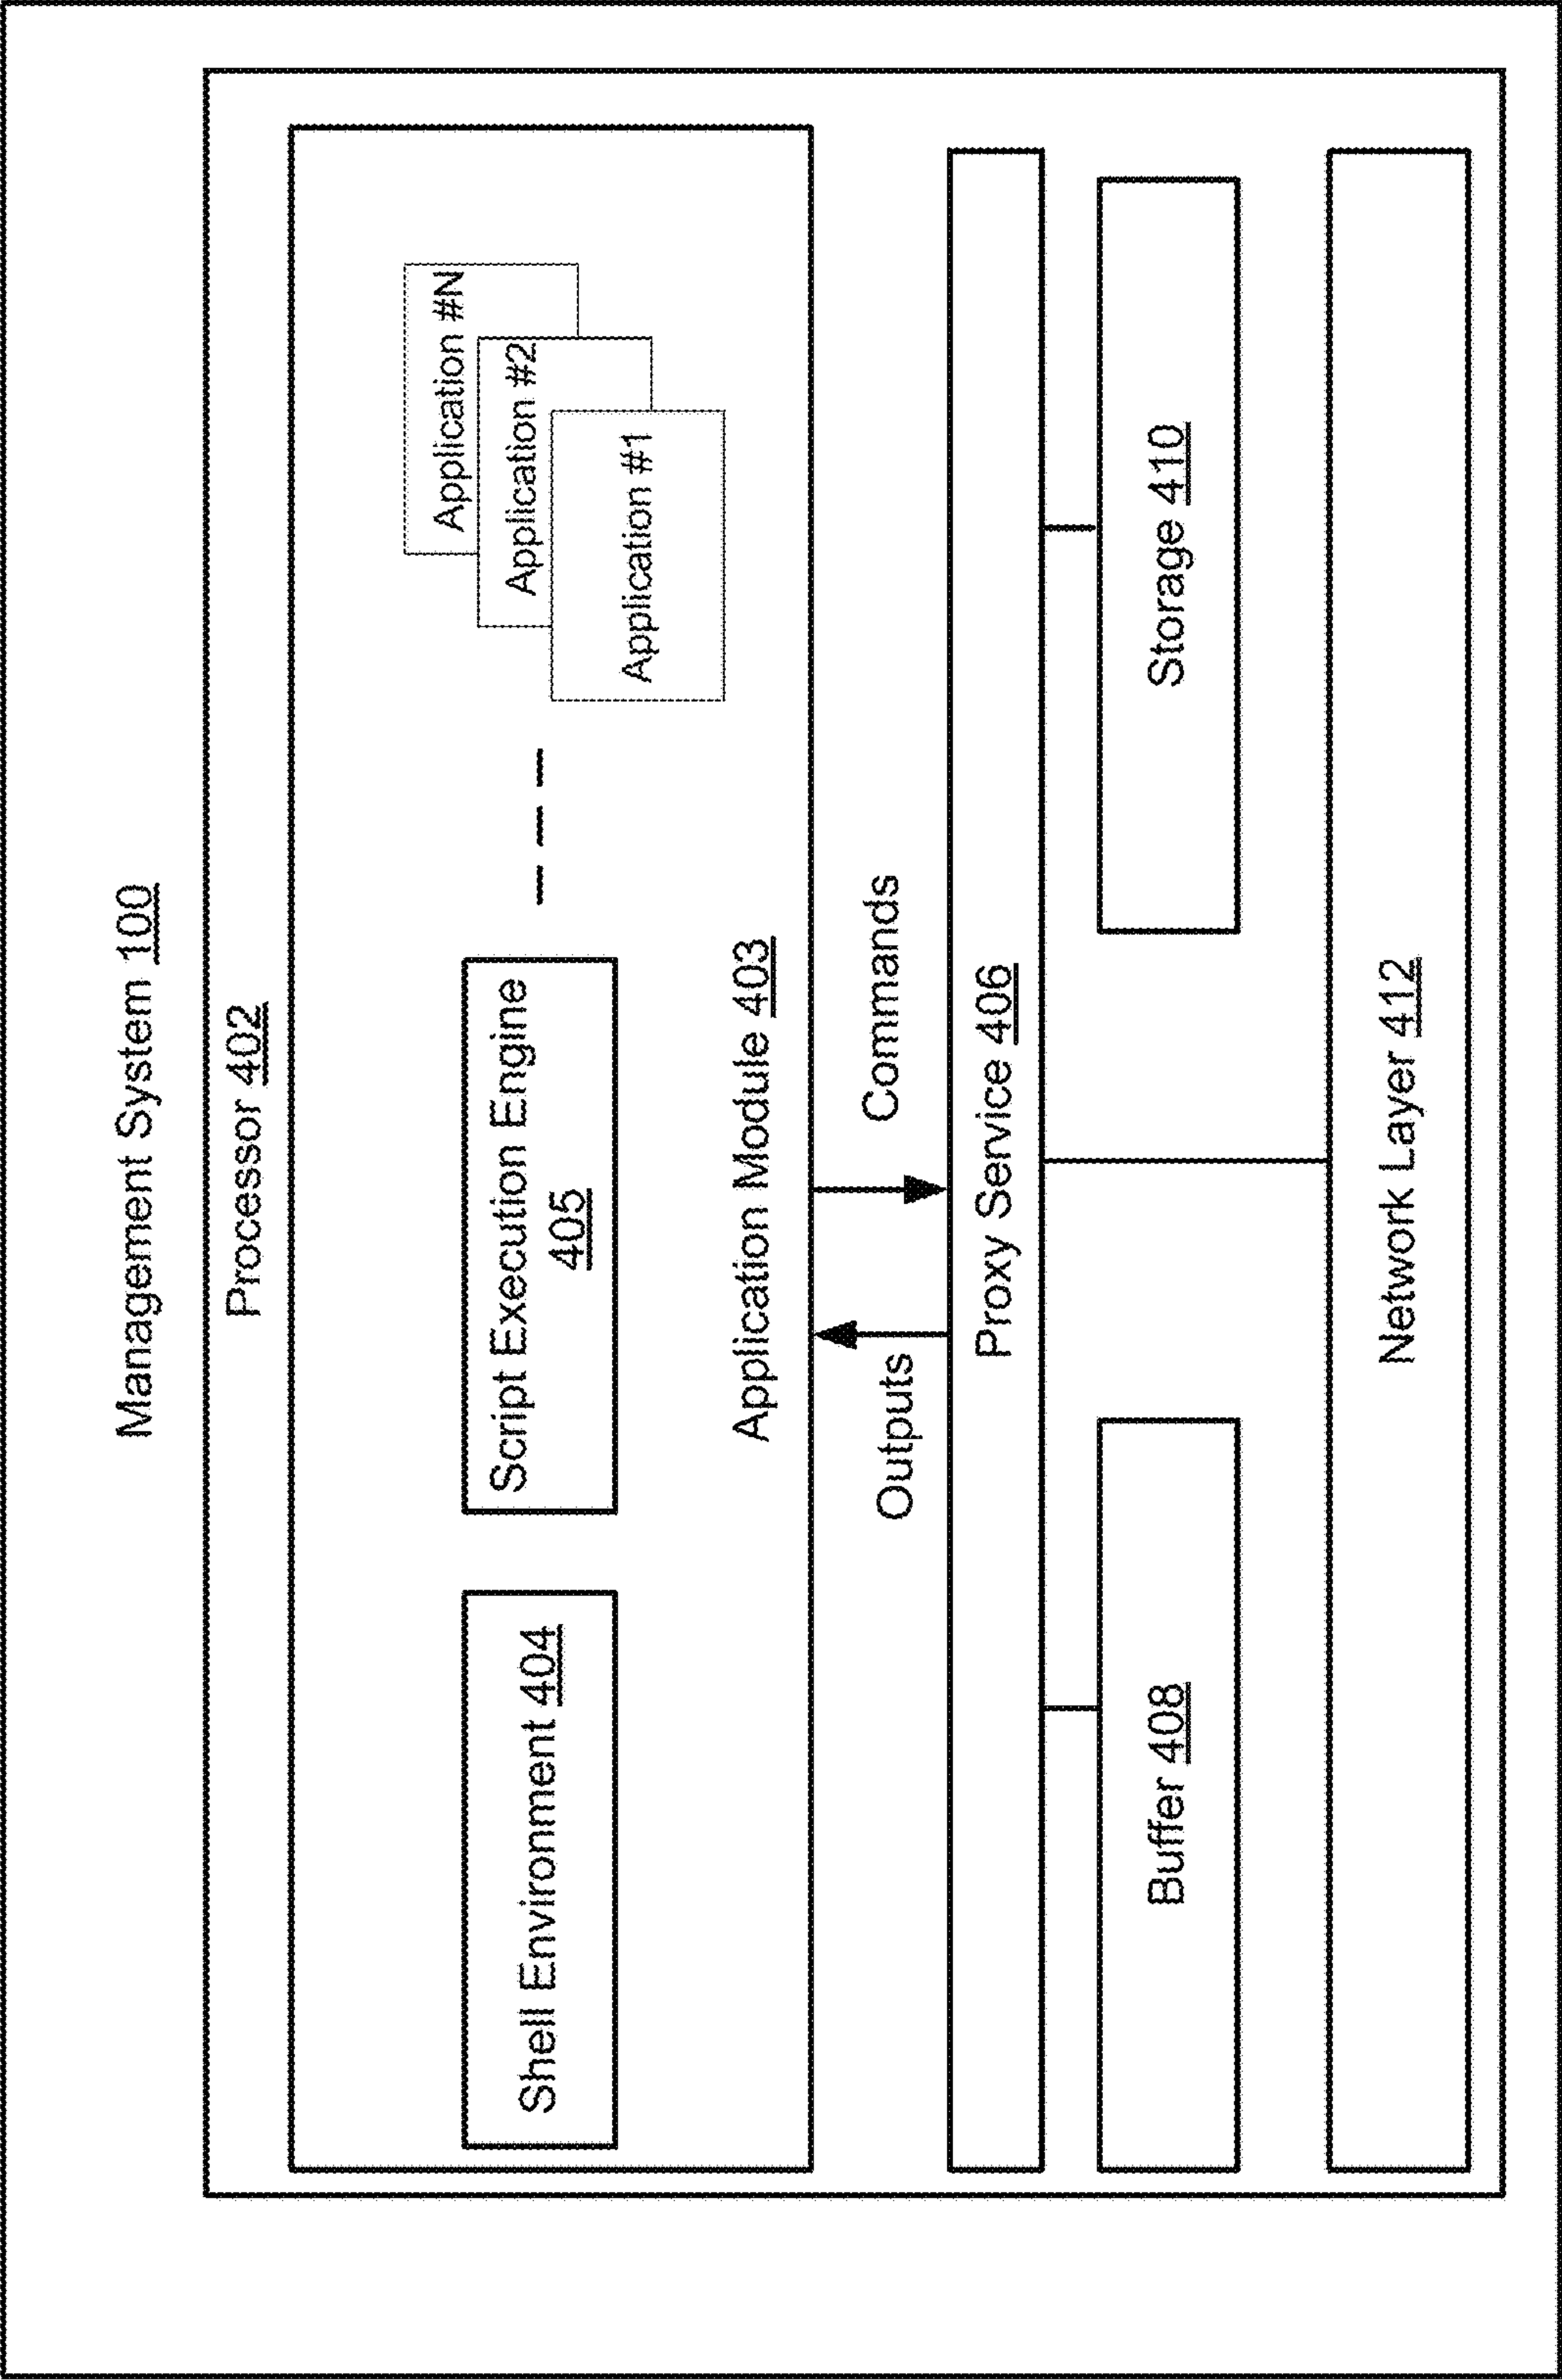 Management System 100
Processor 402
Shell Environment 404
Script Execution Engine
405
Application #N
Application #2
Application #1
Application Module 403
Outputs
Commands
Proxy Service 406
Buffer 408
Storage 410
Network Layer 412